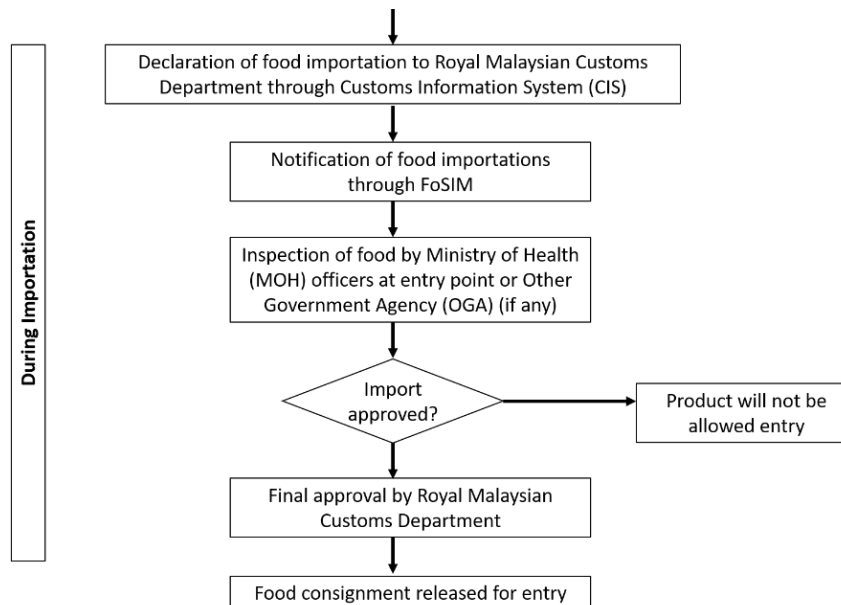 Declaration of food importation to Royal Malaysian Customs
Department through Customs Information System (CIS)
Notification of food importations
through FoSIM
During Importation
Inspection of food by Ministry of Health
(MOH) officers at entry point or Other
Government Agency (OGA) (if any)
Import
approved?
Product will not be
allowed entry
Final approval by Royal Malaysian
Customs Department
Food consignment released for entry